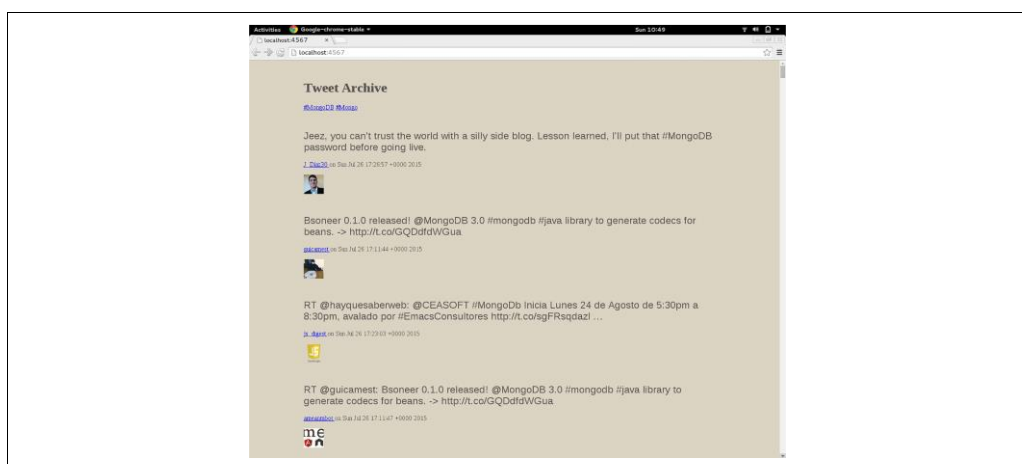 Activities Google-chrome-stable Sun 10:49
localhost:4567
localhost:4567
Tweet Archive
#MongoDB #Mongo
Jeez, you can't trust the world with a silly side blog. Lesson learned, I'll put that #MongoDB
password before going live.
on Sun Jul 26 17:26:57 +0000 2015
Bsoneer 0.1.0 released! @MongoDB 3.0 #mongodb #java library to generate codecs for
beans. -> http://t.co/GQDdfdWGua
guicamest on Sun Jul 26 17:11:44 +0000 2015
RT @hayquesaberweb: @CEASOFT #MongoDb Inicia Lunes 24 de Agosto de 5:30pm a
8:30pm, avalado por #EmacsConsultores http://t.co/sgFRsqdazl …
js_digest on Sun Jul 26 17:23:03 +0000 2015
RT @guicamest: Bsoneer 0.1.0 released! @MongoDB 3.0 #mongodb #java library to
generate codecs for beans. -> http://t.co/GQDdfdWGua
on Sun Jul 26 17:11:47 +0000 2015